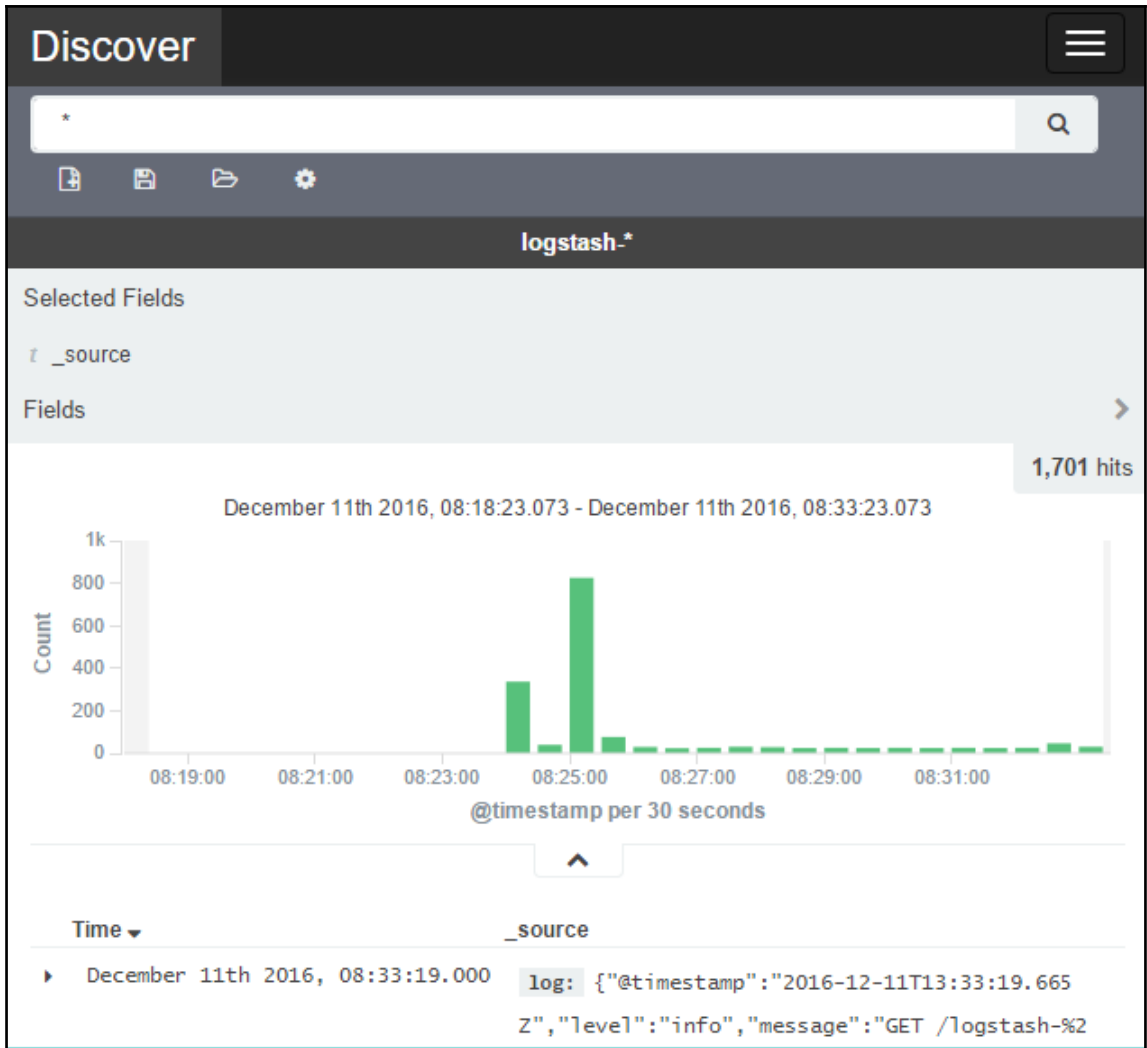 Discover
*
logstash-*
Selected Fields
t _source
Fields
1,701 hits
December 11th 2016, 08:18:23.073 - December 11th 2016, 08:33:23.073
1k
800
600
400
200
0
Count
08:19:00 08:21:00 08:23:00 08:25:00 08:27:00 08:29:00 08:31:00
@timestamp per 30 seconds
Time _source
December 11th 2016, 08:33:19.000 log: {"@timestamp":"2016-12-11T13:33:19.665
Z","level":"info","message":"GET /logstash-%2